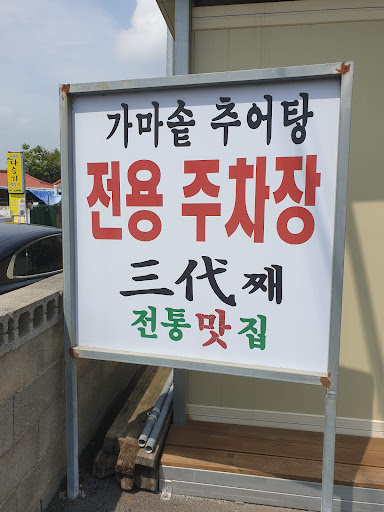 가마솥 추어탕
전용 주차장
三代째
전통맛집